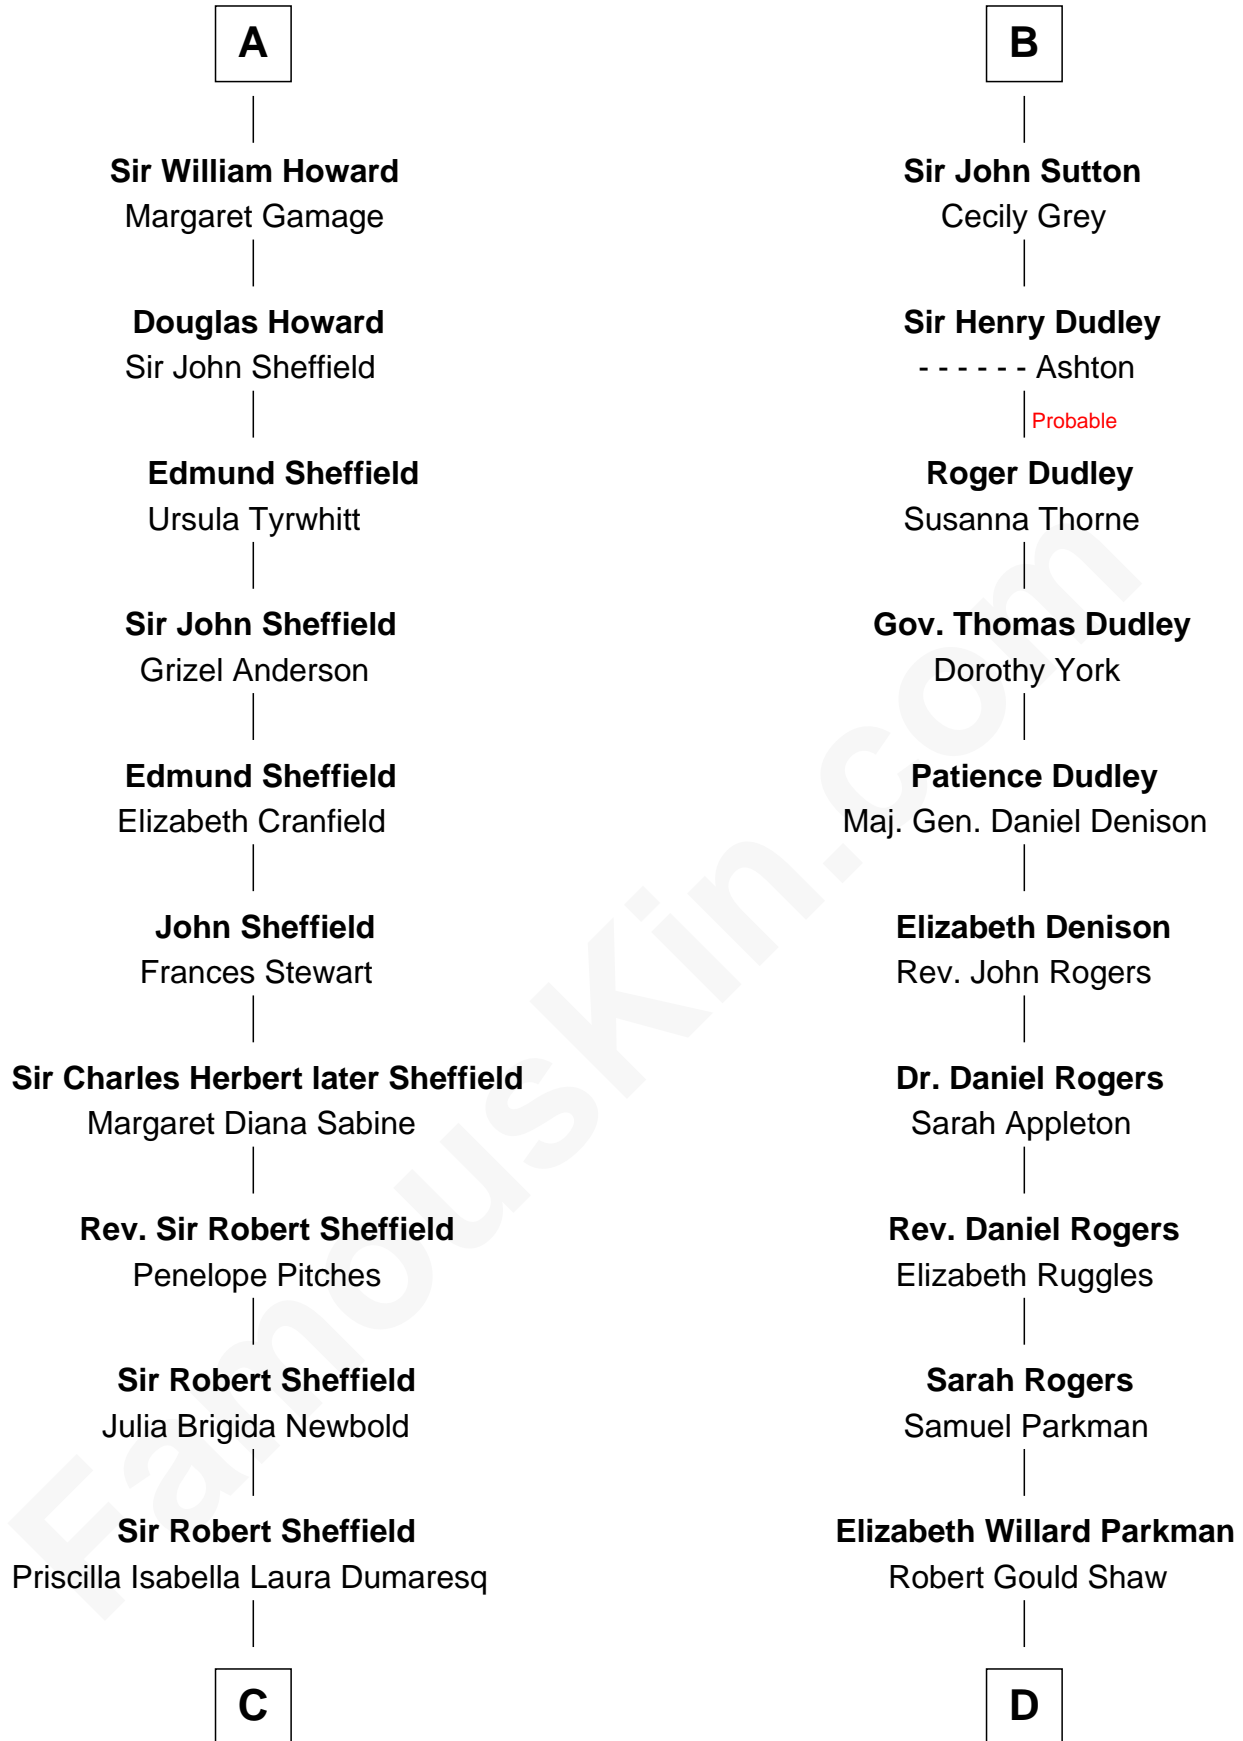 A
Sir William Howard
Margaret Gamage
Douglas Howard
Sir John Sheffield
Edmund Sheffield
Ursula Tyrwhitt
Sir John Sheffield
Grizel Anderson
Edmund Sheffield
Elizabeth Cranfield
John Sheffield
Frances Stewart
Sir Charles Herbert later Sheffield
Margaret Diana Sabine
Rev. Sir Robert Sheffield
Penelope Pitches
Sir Robert Sheffield
Julia Brigida Newbold
Sir Robert Sheffield
Priscilla Isabella Laura Dumaresq
C
B
Sir John Sutton
Cecily Grey
Sir Henry Dudley
- - - - - - Ashton
Probable
Roger Dudley
Susanna Thorne
Gov. Thomas Dudley
Dorothy York
Patience Dudley
Maj. Gen. Daniel Denison
Elizabeth Denison
Rev. John Rogers
Dr. Daniel Rogers
Sarah Appleton
Rev. Daniel Rogers
Elizabeth Ruggles
Sarah Rogers
Samuel Parkman
Elizabeth Willard Parkman
Robert Gould Shaw
D
FamousKin.com